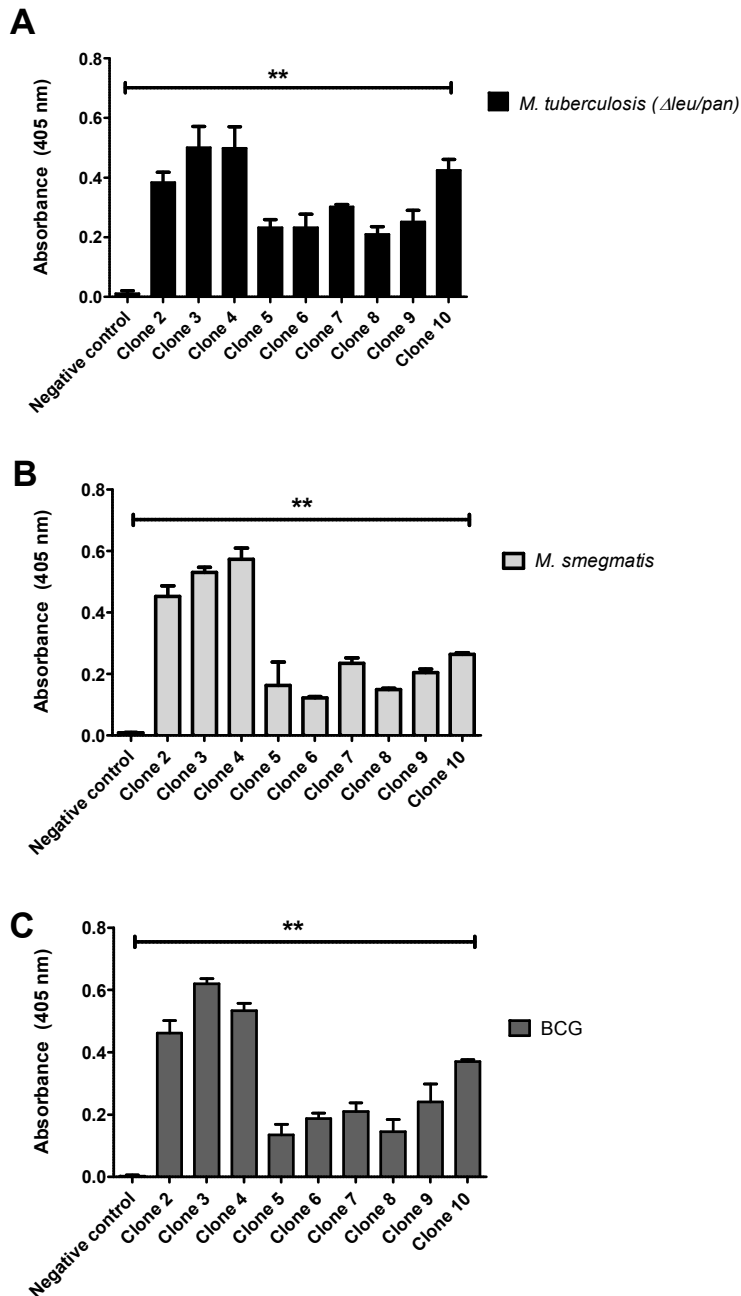 A
**
0.8
0.6
0.4
0.2
0.0
Absorbance (405 nm)
M. tuberculosis (Δleu/pan)
Negative control
Clone 2
Clone 3
Clone 4
Clone 5
Clone 6
Clone 7
Clone 8
Clone 9
Clone 10
B
**
0.8
0.6
0.4
0.2
0.0
Absorbance (405 nm)
M. smegmatis
Negative control
Clone 2
Clone 3
Clone 4
Clone 5
Clone 6
Clone 7
Clone 8
Clone 9
Clone 10
C
**
0.8
0.6
0.4
0.2
0.0
Absorbance (405 nm)
BCG
Negative control
Clone 2
Clone 3
Clone 4
Clone 5
Clone 6
Clone 7
Clone 8
Clone 9
Clone 10